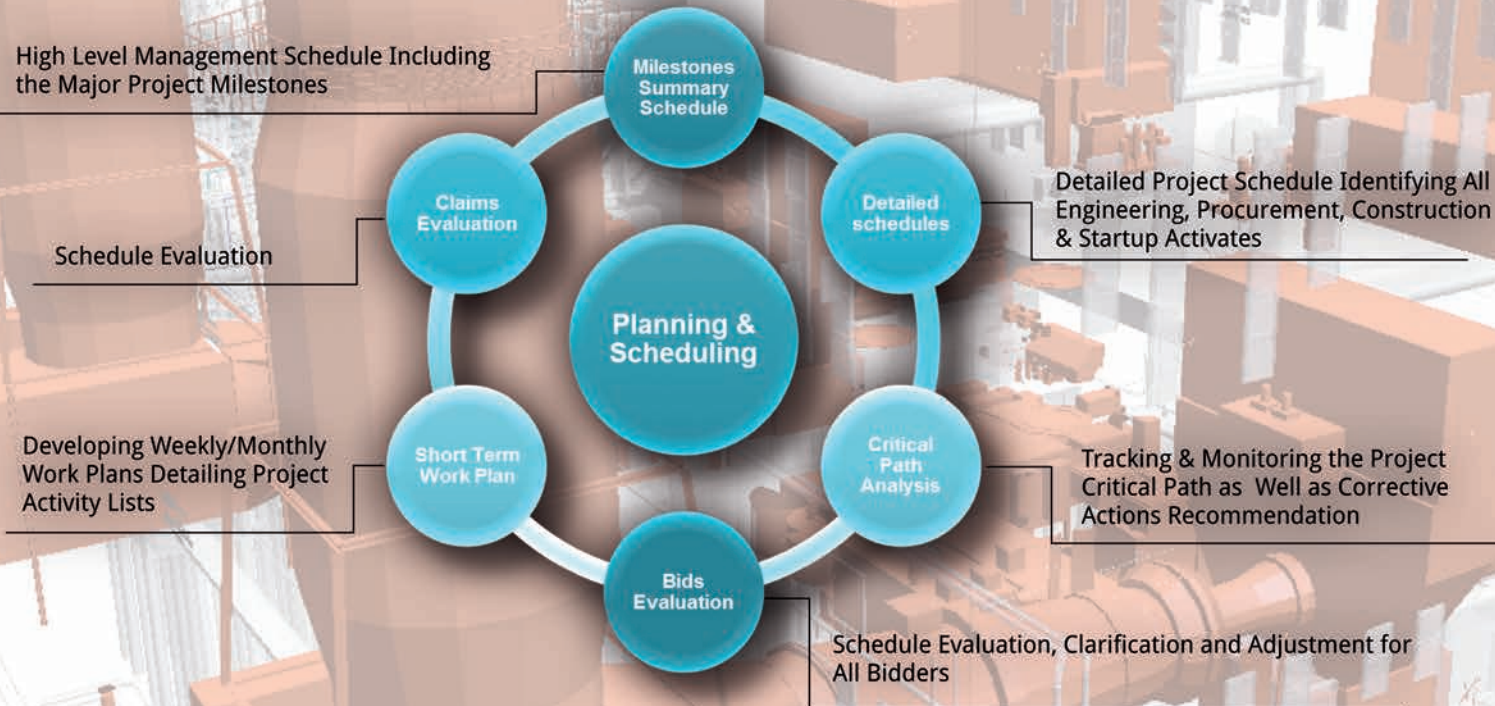 High Level Management Schedule Including
the Major Project Milestones
Milestones
Summary
Schedule
Claims
Evaluation
Detailed
schedules
Detailed Project Schedule Identifying All
Engineering, Procurement, Construction
& Startup Activates
Schedule Evaluation
Planning &
Scheduling
Developing Weekly/Monthly
Work Plans Detailing Project
Activity Lists
Short Term
Work Plan
Critical
Path
Analysis
Tracking & Monitoring the Project
Critical Path as Well as Corrective
Actions Recommendation
Bids
Evaluation
Schedule Evaluation, Clarification and Adjustment for
All Bidders